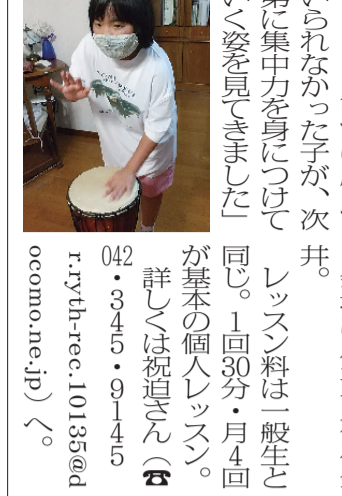 いられなかった子が、次
第に集中力を身につけて
いく姿を見てきました」
井。
レッスン料は一般生と
同じ。1回30分・月4回
が基本の個人レッスン。
詳しくは祝迫さん（☎
042・345・9145
r.ryth-rec.10135@d
ocomo.ne.jp）へ。